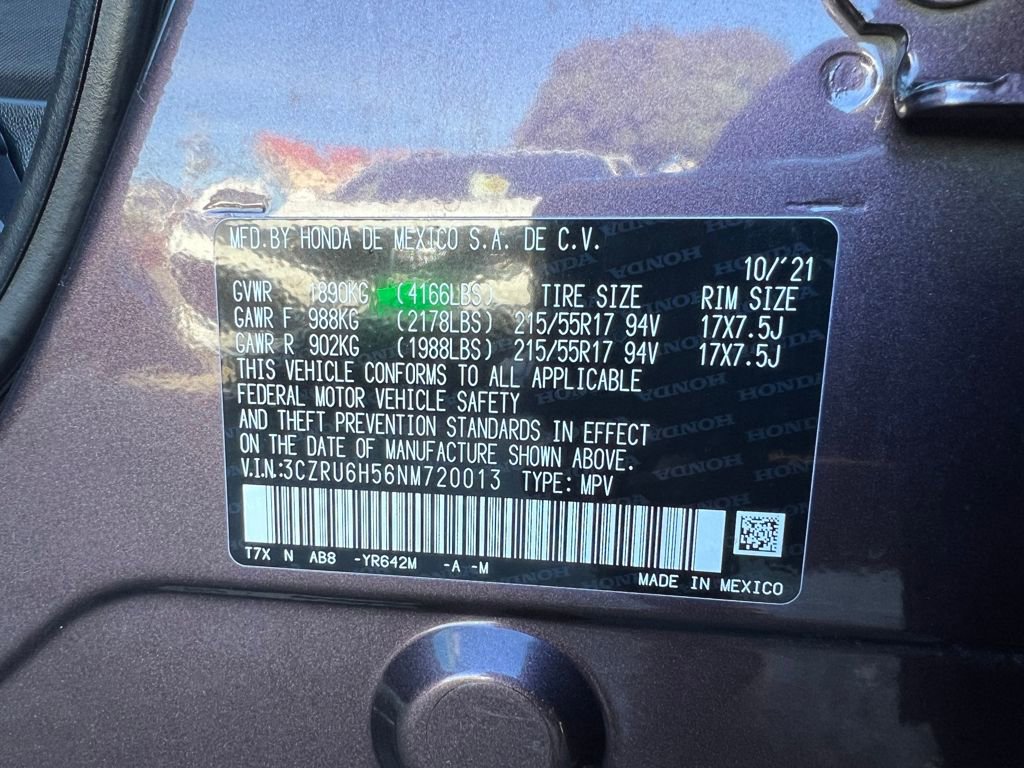 MFD. BY HONDA DE MEXICO S.A. DE C.V.
10/'21
GVWR 1890KG (4166LBS) TIRE SIZE RIM SIZE
GAWR F 988KG (2178LBS) 215/55R17 94V 17X7.5J
GAWR R 902KG (1988LBS) 215/55R17 94V 17X7.5J
THIS VEHICLE CONFORMS TO ALL APPLICABLE
FEDERAL MOTOR VEHICLE SAFETY
AND THEFT PREVENTION STANDARDS IN EFFECT
ON THE DATE OF MANUFACTURE SHOWN ABOVE.
V.I.N.:3CZRU6H56NM720013 TYPE: MPV
T7X N AB8 -YR642M -A -M
MADE IN MEXICO